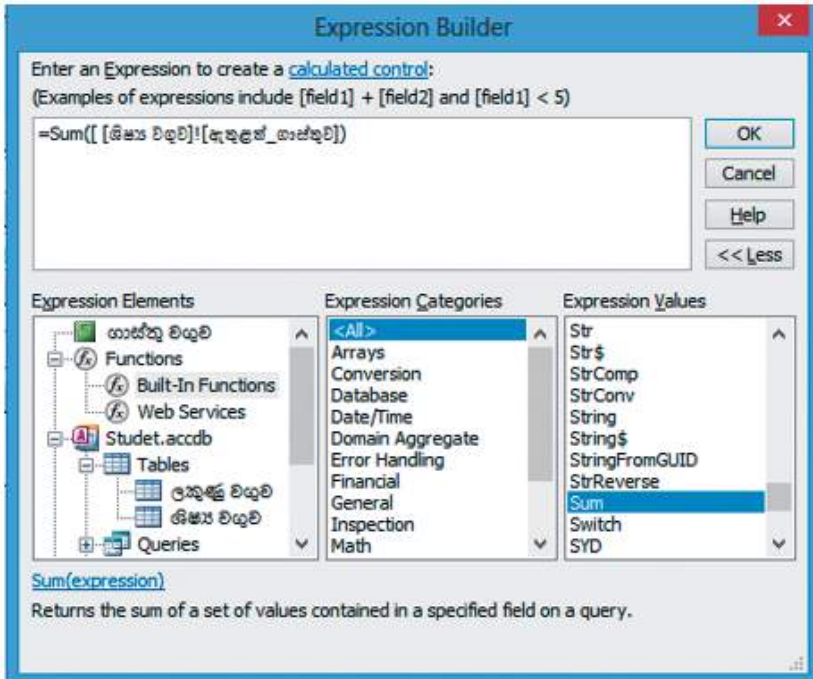 Expression Builder
Enter an Expression to create a calculated control:
(Examples of expressions include [field1] + [field2] and [field1] < 5)
=Sum([ [ශිෂ්‍ය වගුව]![ඇතුළත්_ගාස්තුව])
OK
Cancel
Help
<< Less
Expression Elements
ගාස්තු වගුව
Functions
Built-In Functions
Web Services
Studet.accdb
Tables
ලකුණු වගුව
ශිෂ්‍ය වගුව
Queries
Expression Categories
<All>
Arrays
Conversion
Database
Date/Time
Domain Aggregate
Error Handling
Financial
General
Inspection
Math
Expression Values
Str
Str$
StrComp
StrConv
String
String$
StringFromGUID
StrReverse
Sum
Switch
SYD
Sum(expression)
Returns the sum of a set of values contained in a specified field on a query.